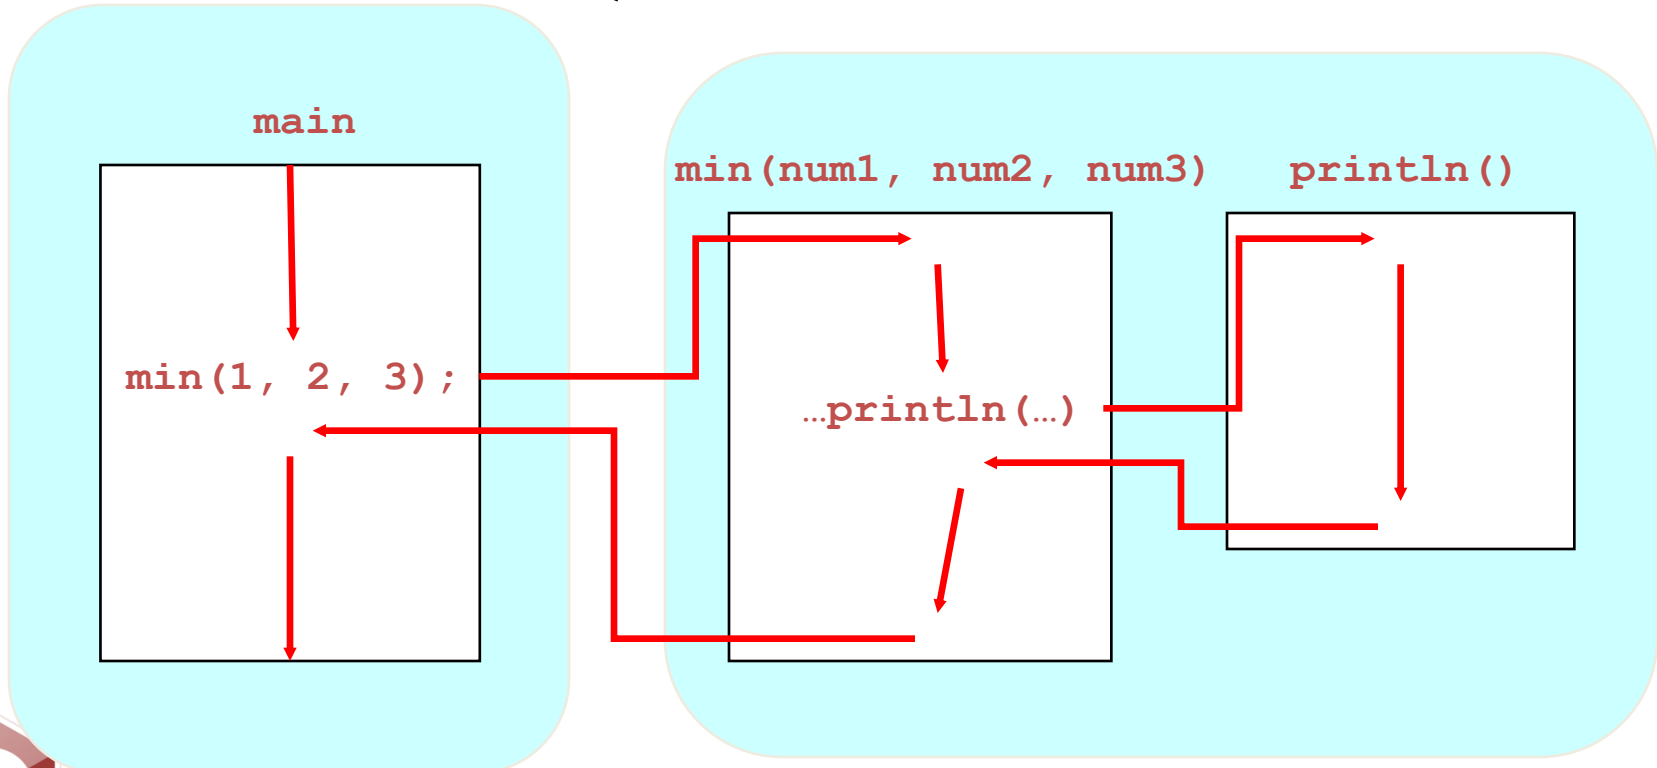 main
min(num1, num2, num3)
println()
min(1, 2, 3);
…println(…)